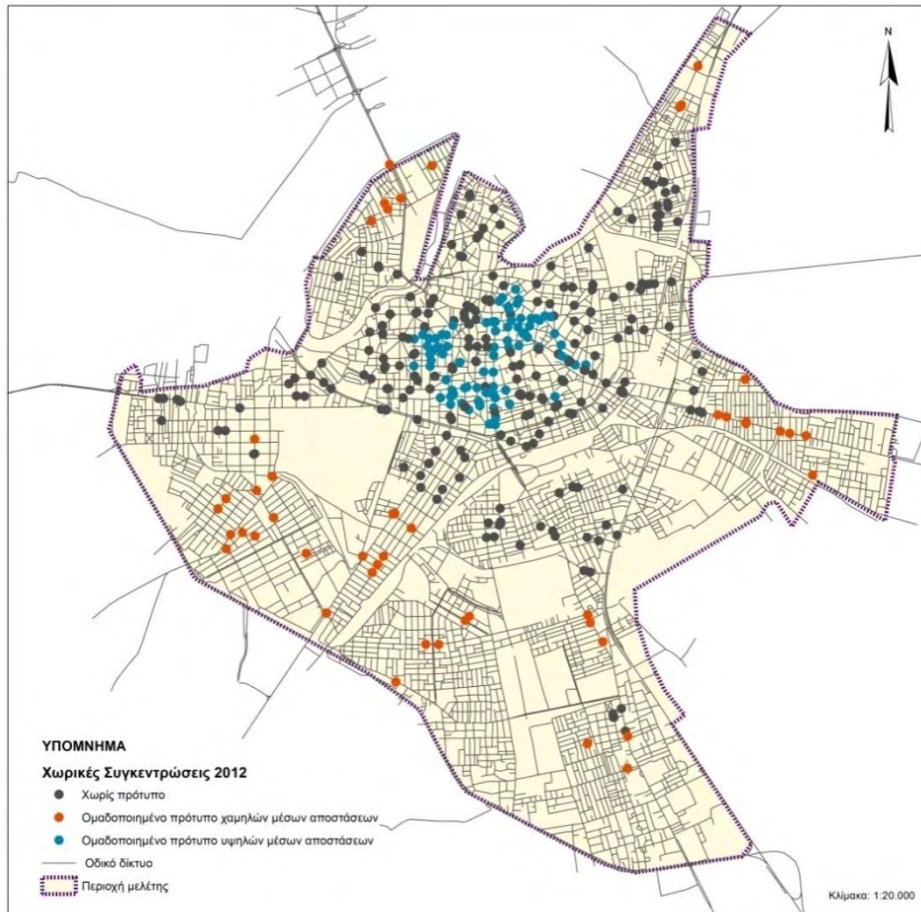 N
ΥΠΟΜΝΗΜΑ
Χωρικές Συγκεντρώσεις 2012
Χωρίς πρότυπο
Ομαδοποιημένο πρότυπο χαμηλών μέσων αποστάσεων
Ομαδοποιημένο πρότυπο υψηλών μέσων αποστάσεων
Οδικό δίκτυο
Περιοχή μελέτης
Κλίμακα: 1:20.000